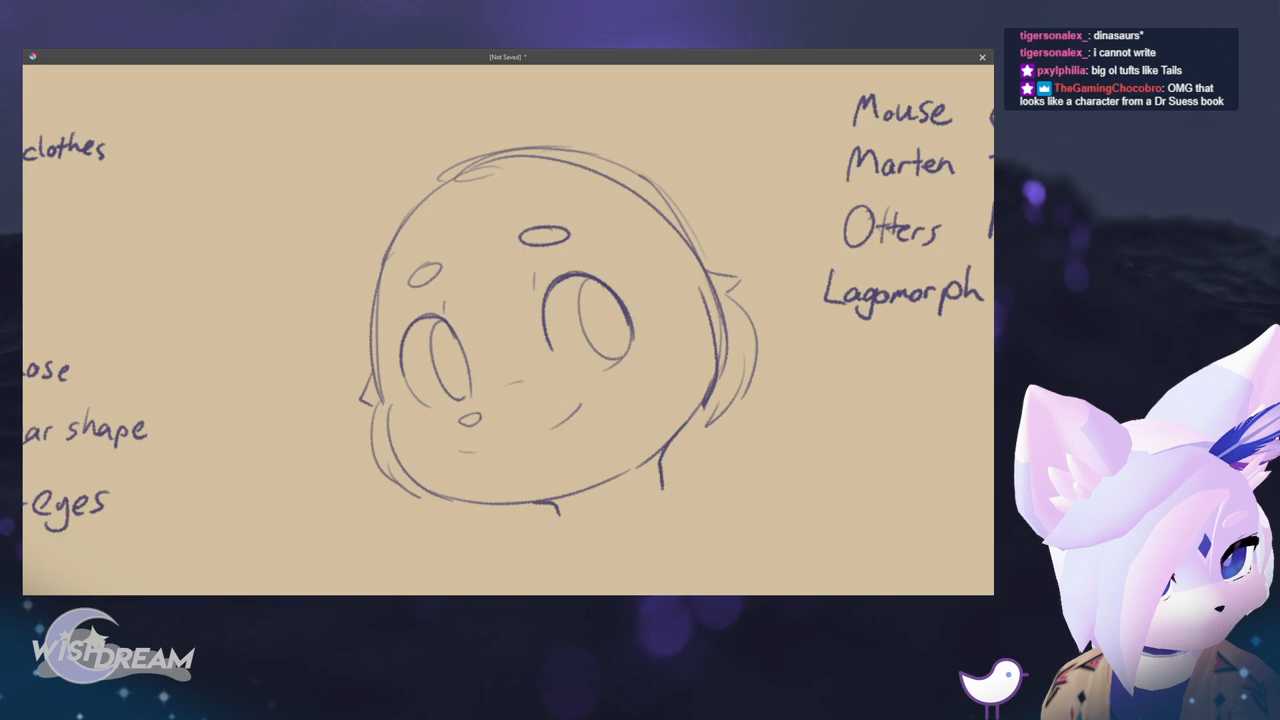 [Not Saved] *
tigersonalex_: dinasaurs*
tigersonalex_: i cannot write
pxylphilia: big ol tufts like Tails
TheGamingChocobro: OMG that
looks like a character from a Dr Suess book
clothes
ose
ar shape
-eyes
Mouse
Marten
Otters
Lagomorph
WISHDREAM